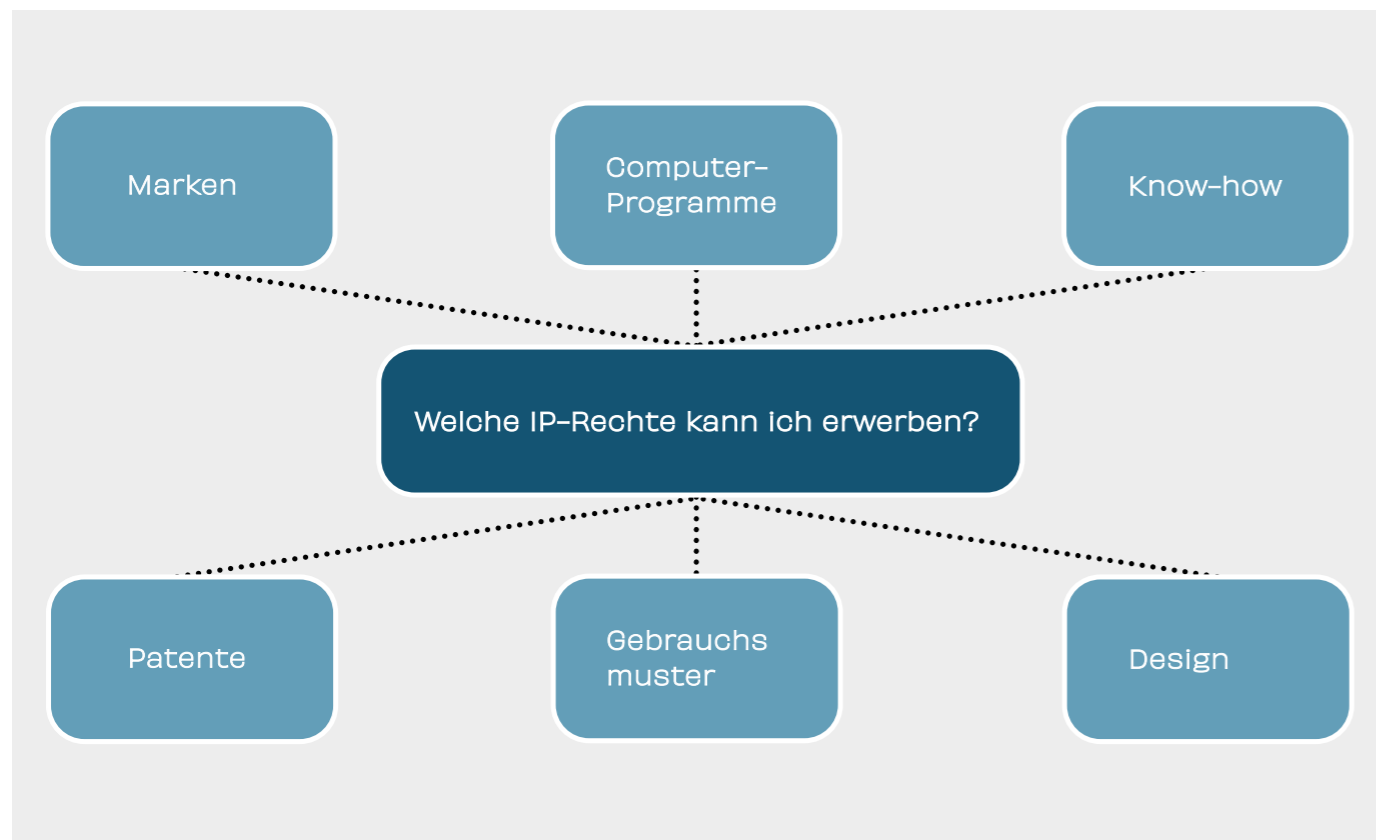 Marken
Computer-
Programme
Know-how
Welche IP-Rechte kann ich erwerben?
Patente
Gebrauchs
muster
Design